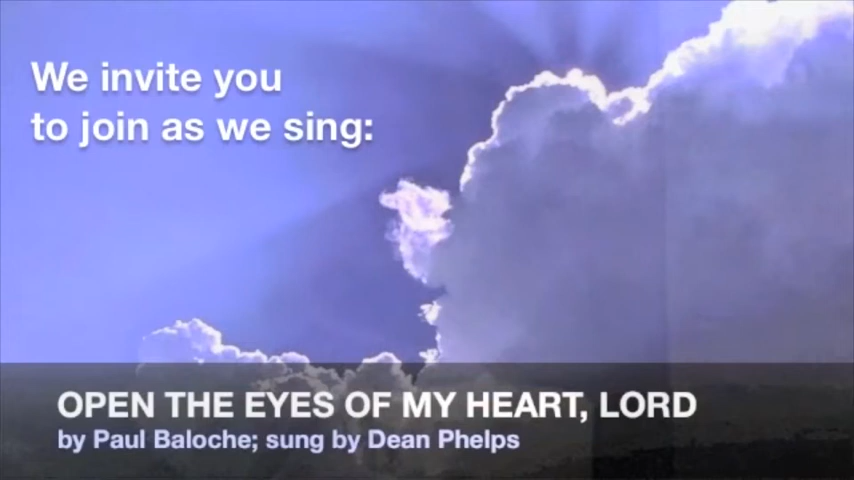 We invite you
to join as we sing:
OPEN THE EYES OF MY HEART, LORD
by Paul Baloche; sung by Dean Phelps